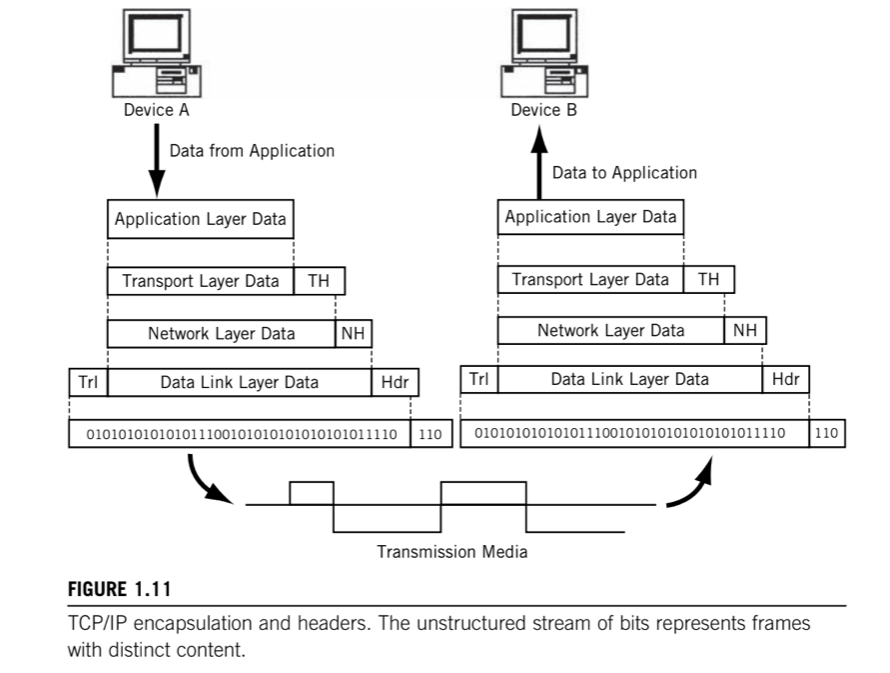 Device A
Device B
Data from Application
Data to Application
Application Layer Data
Application Layer Data
Transport Layer Data TH
Transport Layer Data TH
Network Layer Data NH
Network Layer Data NH
Trl Data Link Layer Data Hdr
Trl Data Link Layer Data Hdr
010101010101011100101010101010101011110 110
010101010101011100101010101010101011110 110
Transmission Media
FIGURE 1.11
TCP/IP encapsulation and headers. The unstructured stream of bits represents frames
with distinct content.